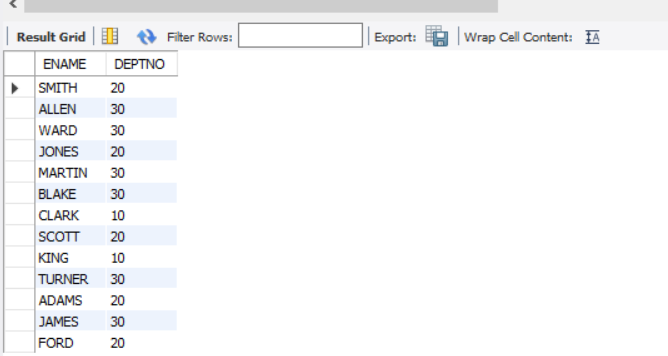 Result Grid Filter Rows: Export: Wrap Cell Content: IA
ENAME DEPTNO
SMITH 20
ALLEN 30
WARD 30
JONES 20
MARTIN 30
BLAKE 30
CLARK 10
SCOTT 20
KING 10
TURNER 30
ADAMS 20
JAMES 30
FORD 20